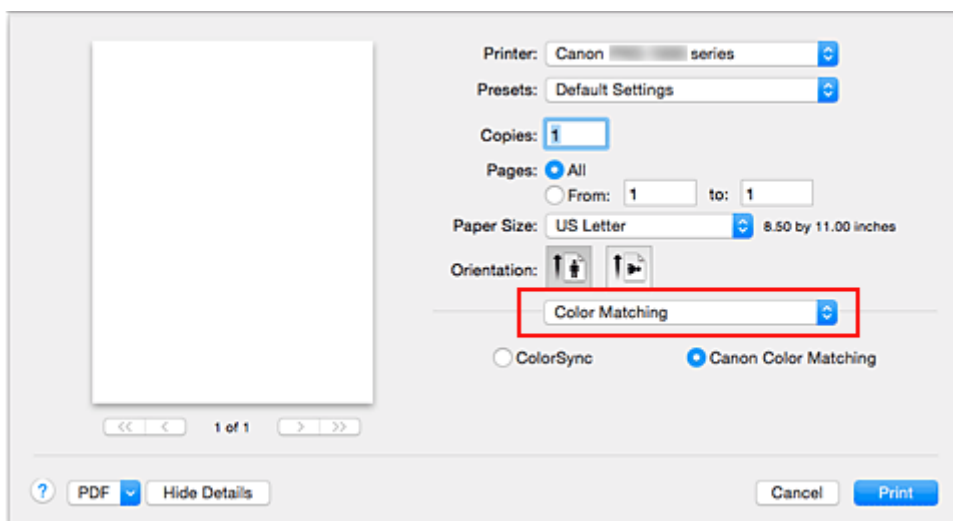 Printer: Canon series
Presets: Default Settings
Copies: 1
Pages: All
From: 1 to: 1
Paper Size: US Letter 8.50 by 11.00 inches
Orientation:
Color Matching
ColorSync Canon Color Matching
<< < 1 of 1 > >>
? PDF Hide Details Cancel Print